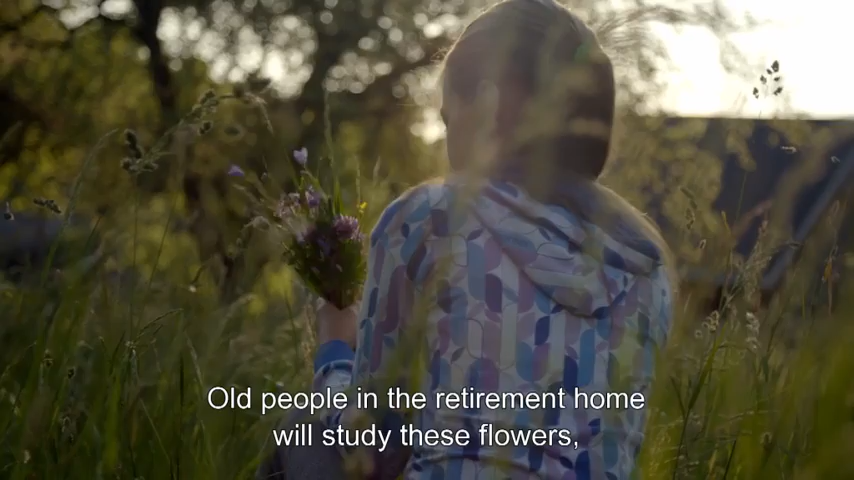 Old people in the retirement home
will study these flowers,